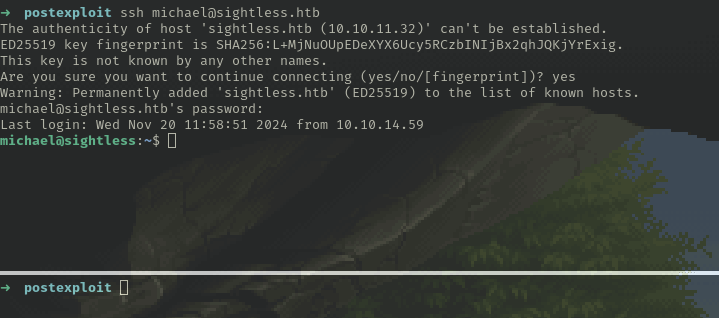 → postexploit ssh michael@sightless.htb
The authenticity of host 'sightless.htb (10.10.11.32)' can't be established.
ED25519 key fingerprint is SHA256:L+MjNuOUpEDeXYX6Ucy5RCzbINIjBx2qhJQKjYrExig.
This key is not known by any other names.
Are you sure you want to continue connecting (yes/no/[fingerprint])? yes
Warning: Permanently added 'sightless.htb' (ED25519) to the list of known hosts.
michael@sightless.htb's password:
Last login: Wed Nov 20 11:58:51 2024 from 10.10.14.59
michael@sightless:~$
→ postexploit